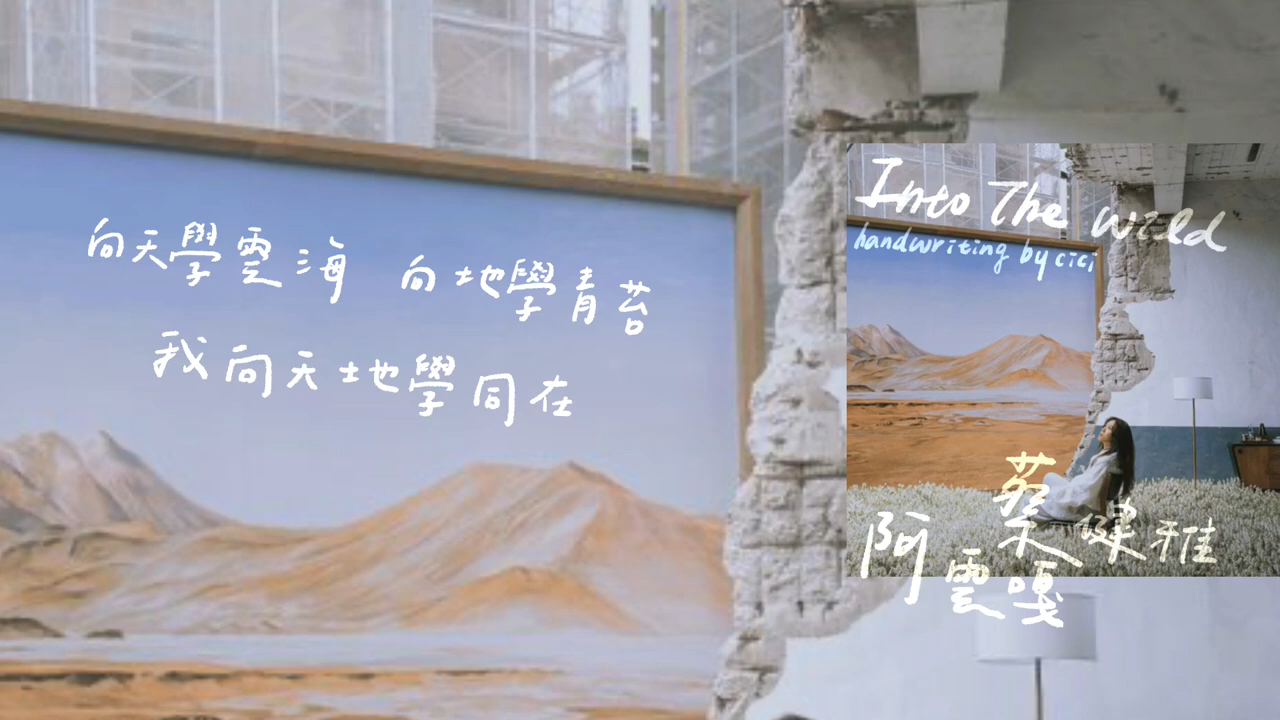 向天學雲海 向地學青苔
我向天土地學同在
Into The Wild
handwriting by cici
蔡健雅
阿雲嘎